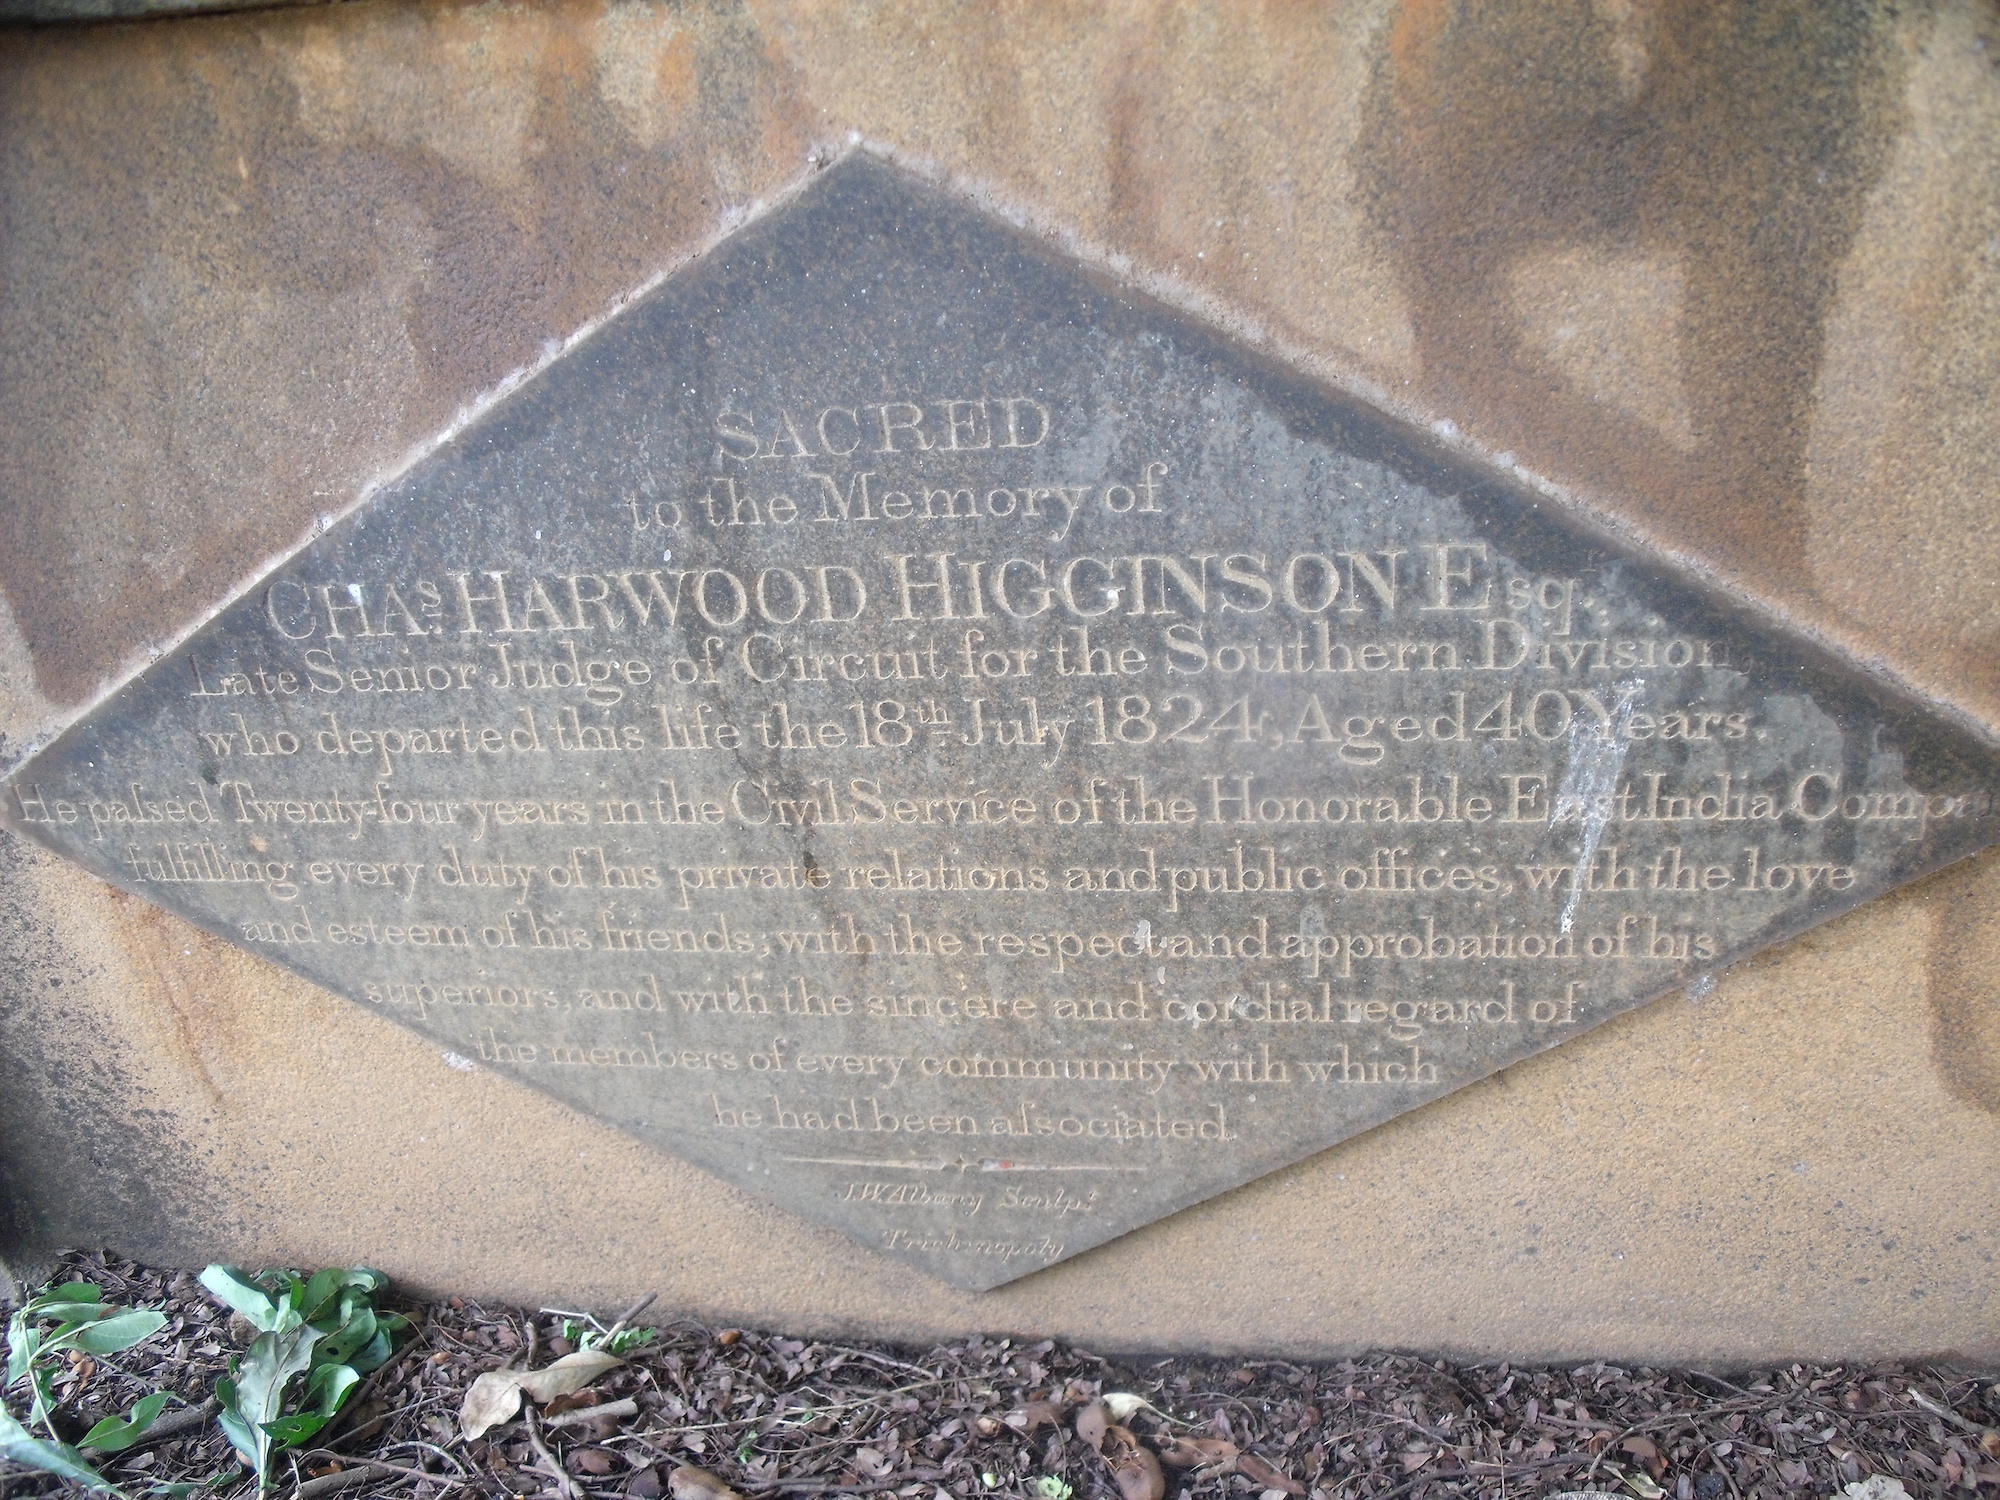 SACRED
to the Memory of
CHAS. HARWOOD HIGGINSON Esq.
Late Senior Judge of Circuit for the Southern Division,
who departed this life the 18th July 1824, Aged 40 Years.
He paſsed Twenty-four years in the Civil Service of the Honorable East India Compa
fulfilling every duty of his private relations and public offices, with the love
and esteem of his friends, with the respect and approbation of his
superiors, and with the sincere and cordial regard of
the members of every community with which
he had been aſsociated.
J.W.Albany Sculpt.
Trichinopoly